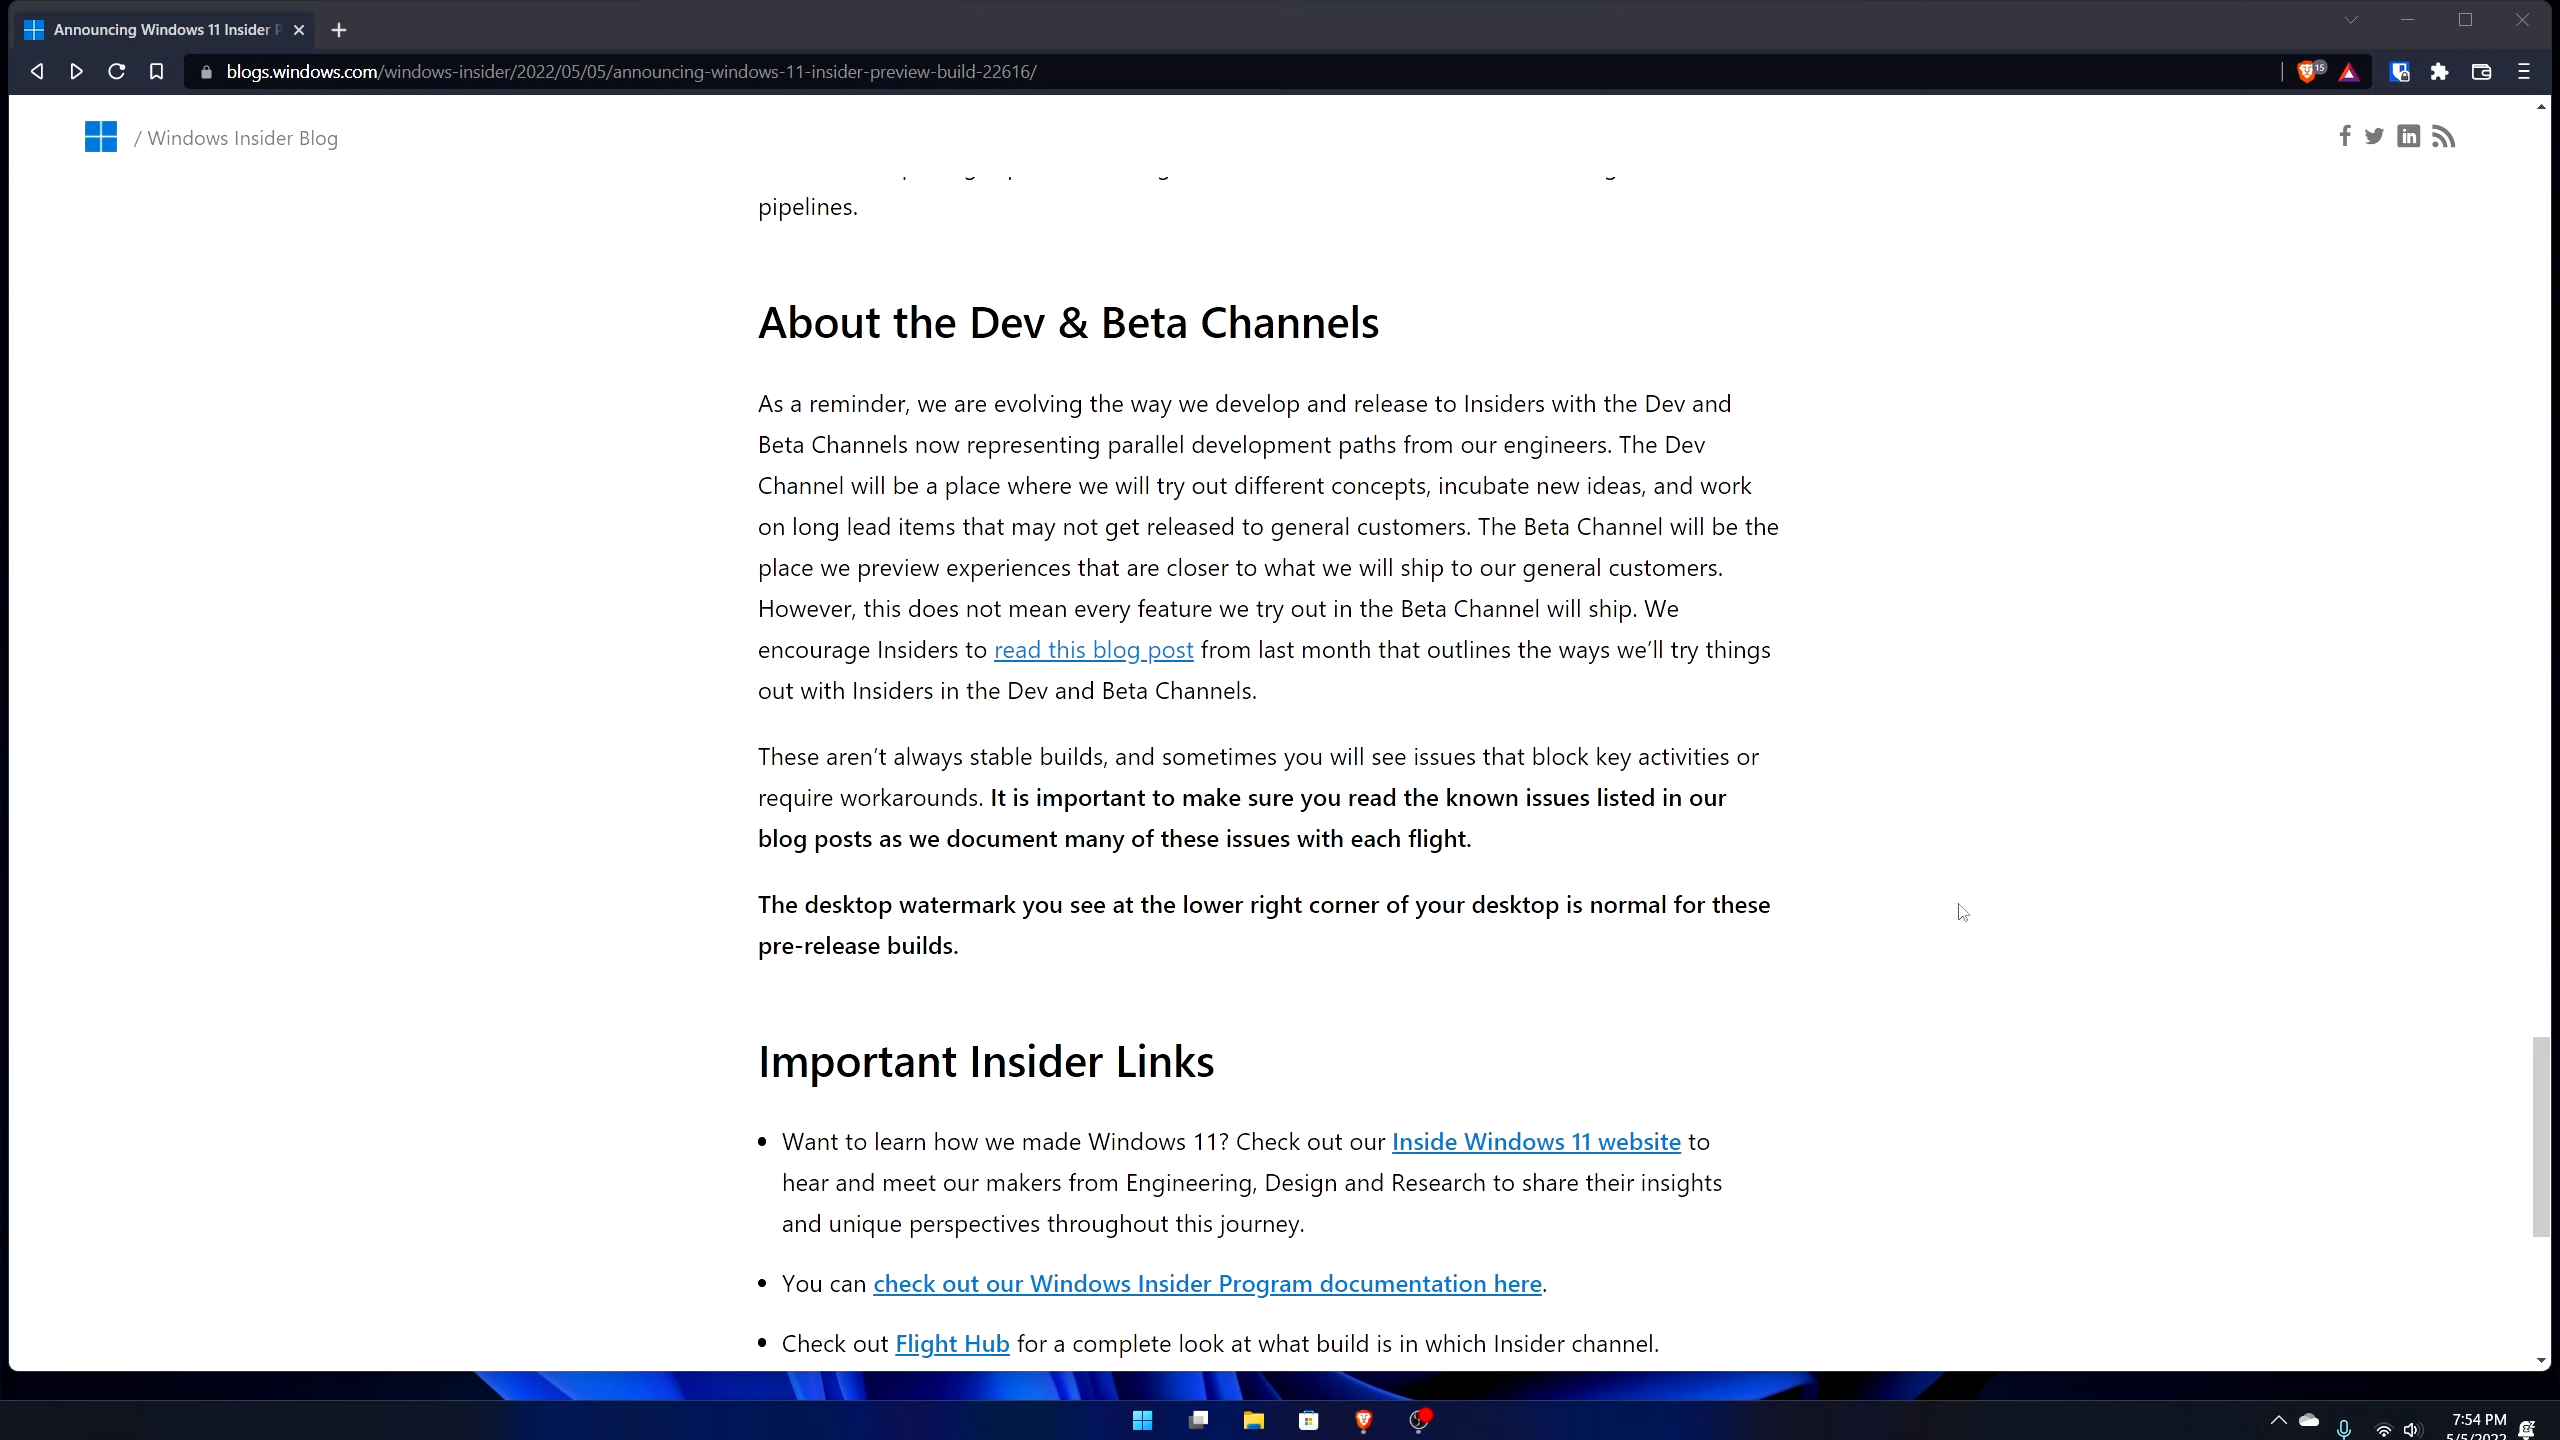 Announcing Windows 11 Insider P
blogs.windows.com/windows-insider/2022/05/05/announcing-windows-11-insider-preview-build-22616/
15
/ Windows Insider Blog
pipelines.
About the Dev & Beta Channels
As a reminder, we are evolving the way we develop and release to Insiders with the Dev and
Beta Channels now representing parallel development paths from our engineers. The Dev
Channel will be a place where we will try out different concepts, incubate new ideas, and work
on long lead items that may not get released to general customers. The Beta Channel will be the
place we preview experiences that are closer to what we will ship to our general customers.
However, this does not mean every feature we try out in the Beta Channel will ship. We
encourage Insiders to read this blog post from last month that outlines the ways we’ll try things
out with Insiders in the Dev and Beta Channels.
These aren’t always stable builds, and sometimes you will see issues that block key activities or
require workarounds. It is important to make sure you read the known issues listed in our
blog posts as we document many of these issues with each flight.
The desktop watermark you see at the lower right corner of your desktop is normal for these
pre-release builds.
Important Insider Links
• Want to learn how we made Windows 11? Check out our Inside Windows 11 website to
hear and meet our makers from Engineering, Design and Research to share their insights
and unique perspectives throughout this journey.
• You can check out our Windows Insider Program documentation here.
• Check out Flight Hub for a complete look at what build is in which Insider channel.
7:54 PM
5/5/2022